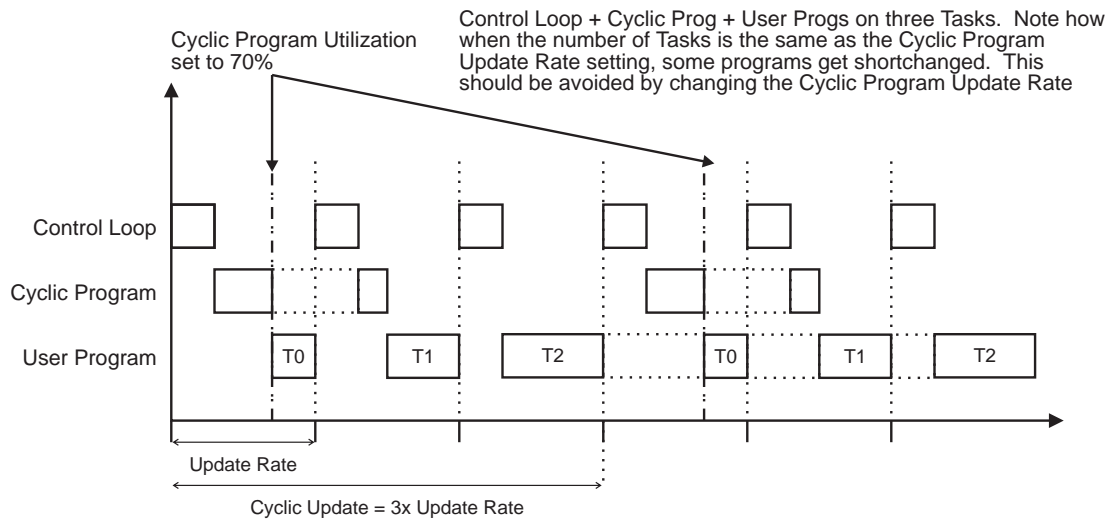 Cyclic Program Utilization
set to 70%
Control Loop + Cyclic Prog + User Progs on three Tasks.  Note how
when the number of Tasks is the same as the Cyclic Program
Update Rate setting, some programs get shortchanged.  This
should be avoided by changing the Cyclic Program Update Rate
Control Loop
Cyclic Program
User Program
T0
T1
T2
T0
T1
T2
Update Rate
Cyclic Update = 3x Update Rate